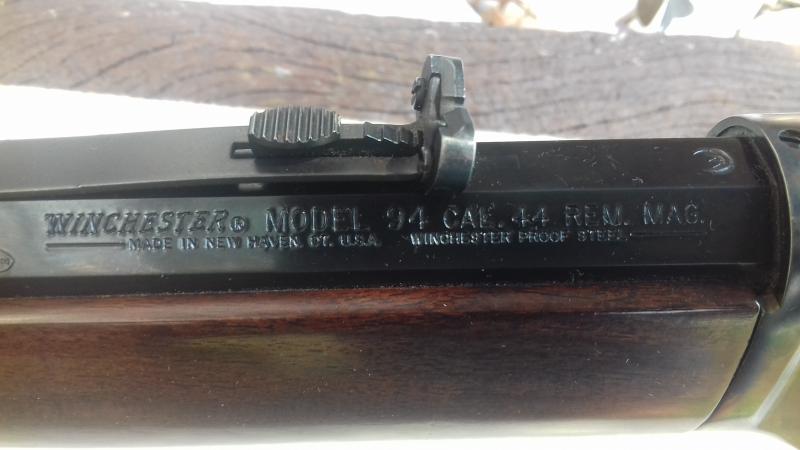 WINCHESTER® MODEL 94 CAL. 44 REM. MAG.
MADE IN NEW HAVEN, CT. U.S.A. WINCHESTER PROOF STEEL